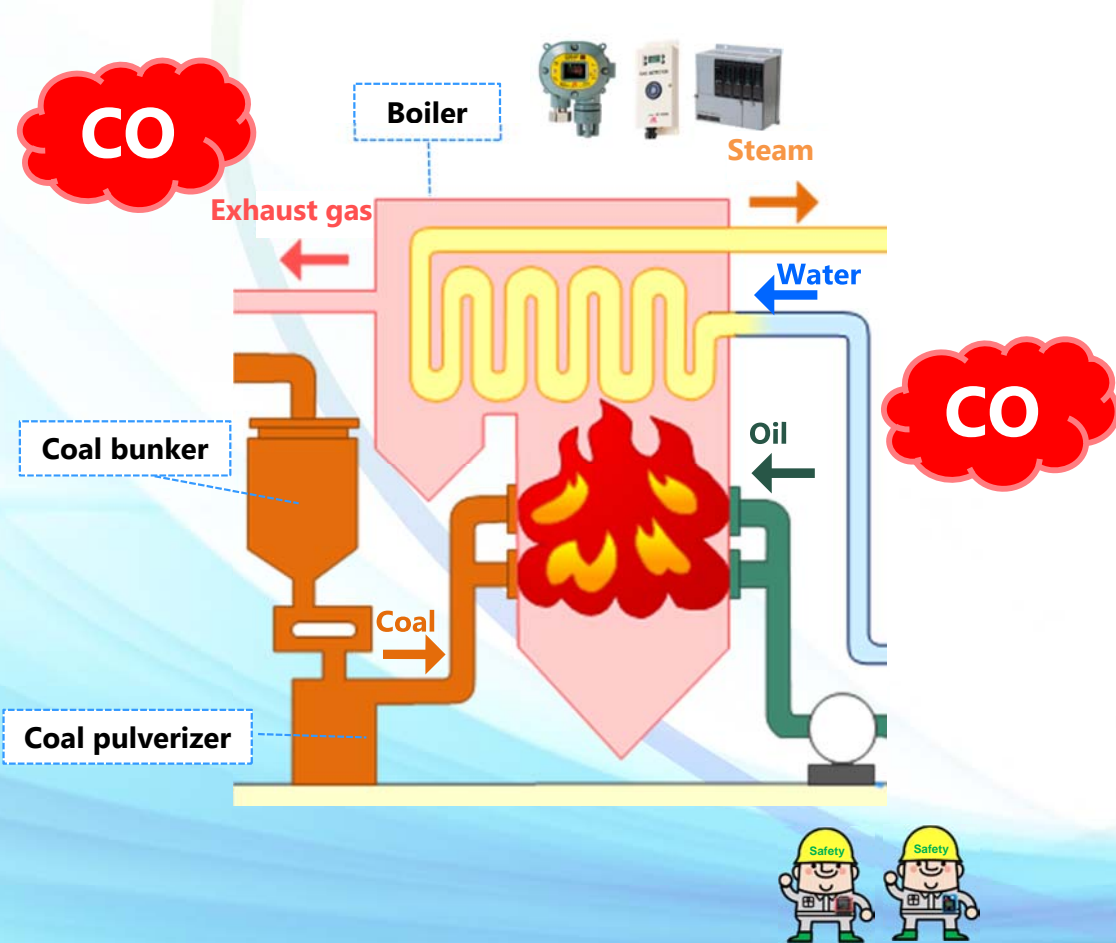 CO
Boiler
Steam
Exhaust gas
Water
CO
Coal bunker
Oil
Coal
Coal pulverizer
Safety
Safety